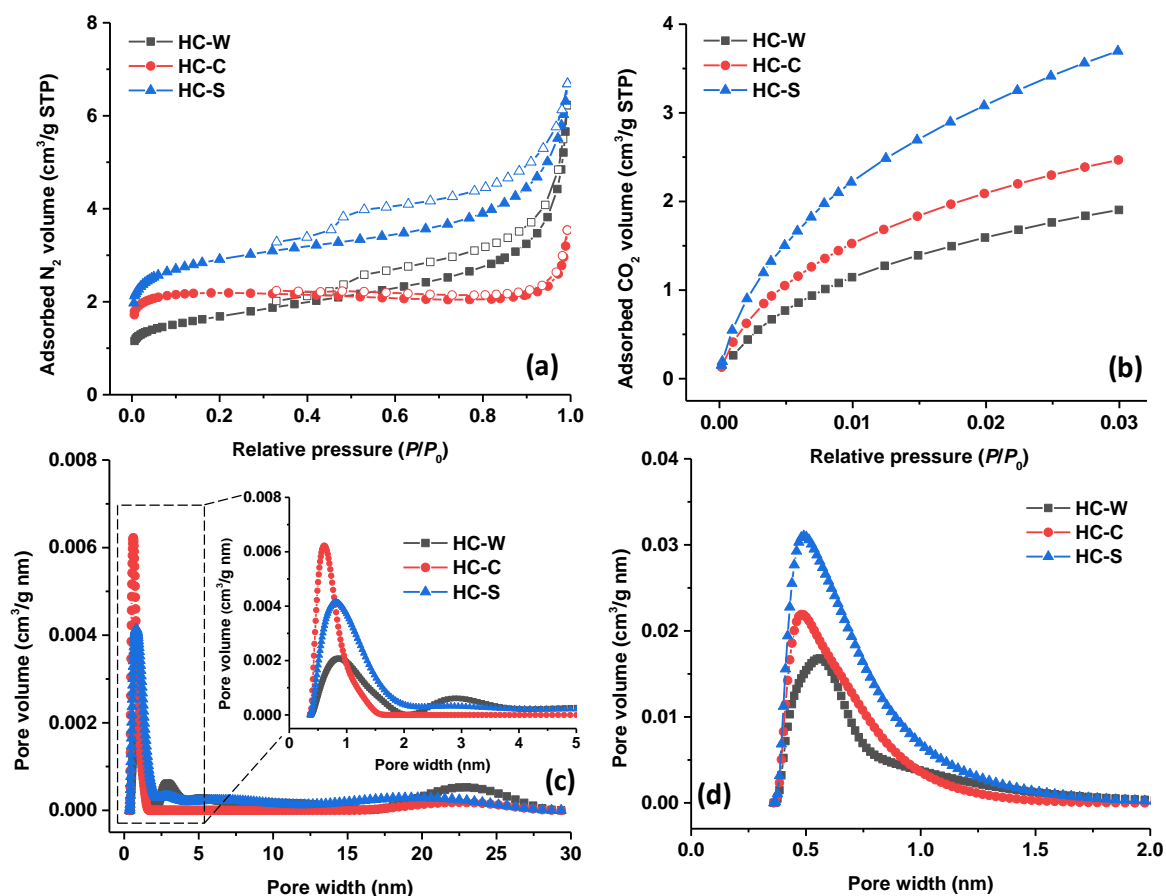 8
6
4
2
0
Adsorbed N₂ volume (cm³/g STP)
HC-W
HC-C
HC-S
(a)
0.0 0.2 0.4 0.6 0.8 1.0
Relative pressure (P/P₀)
4
3
2
1
0
Adsorbed CO₂ volume (cm³/g STP)
HC-W
HC-C
HC-S
(b)
0.00 0.01 0.02 0.03
Relative pressure (P/P₀)
0.008
0.006
0.004
0.002
0.000
Pore volume (cm³/g nm)
0.008
0.006
0.004
0.002
0.000
Pore volume (cm³/g nm)
HC-W
HC-C
HC-S
0 1 2 3 4 5
Pore width (nm)
(c)
0 5 10 15 20 25 30
Pore width (nm)
0.04
0.03
0.02
0.01
0.00
Pore volume (cm³/g nm)
HC-W
HC-C
HC-S
(d)
0.0 0.5 1.0 1.5 2.0
Pore width (nm)